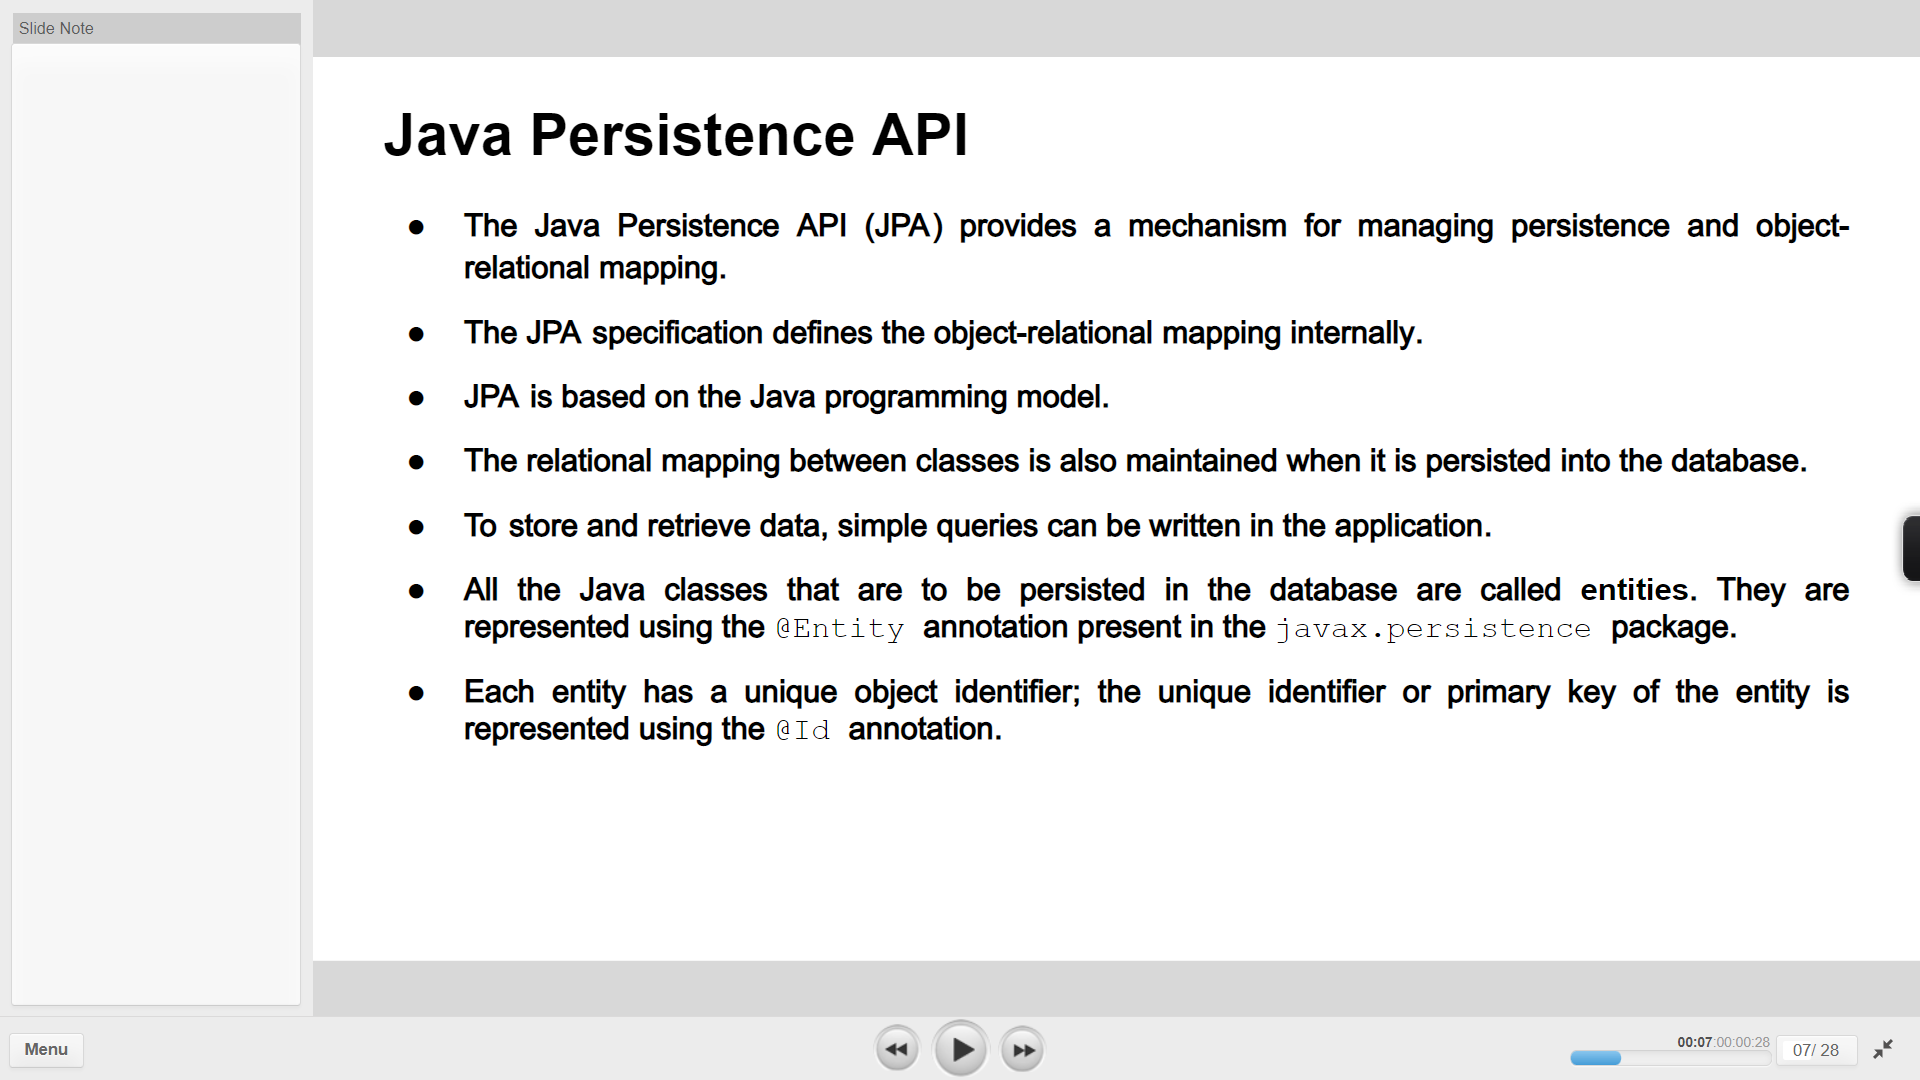 Slide Note
Java Persistence API
● The Java Persistence API (JPA) provides a mechanism for managing persistence and object-
relational mapping.
● The JPA specification defines the object-relational mapping internally.
● JPA is based on the Java programming model.
● The relational mapping between classes is also maintained when it is persisted into the database.
● To store and retrieve data, simple queries can be written in the application.
● All the Java classes that are to be persisted in the database are called entities. They are
represented using the @Entity annotation present in the javax.persistence package.
● Each entity has a unique object identifier; the unique identifier or primary key of the entity is
represented using the @Id annotation.
Menu
00:07:00:00:28
07/ 28